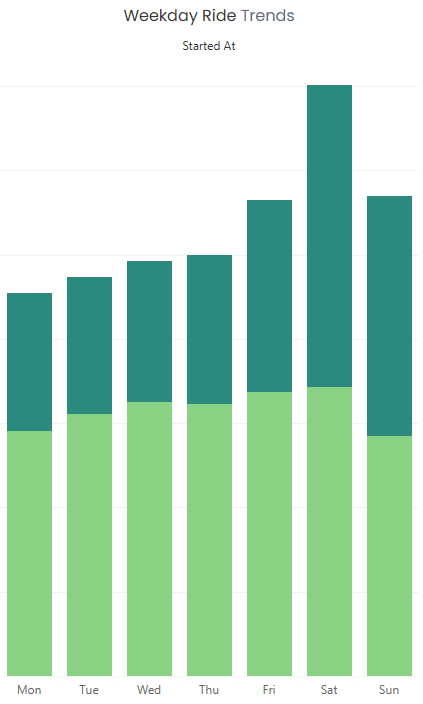 Weekday Ride Trends
Started At
Mon Tue Wed Thu Fri Sat Sun